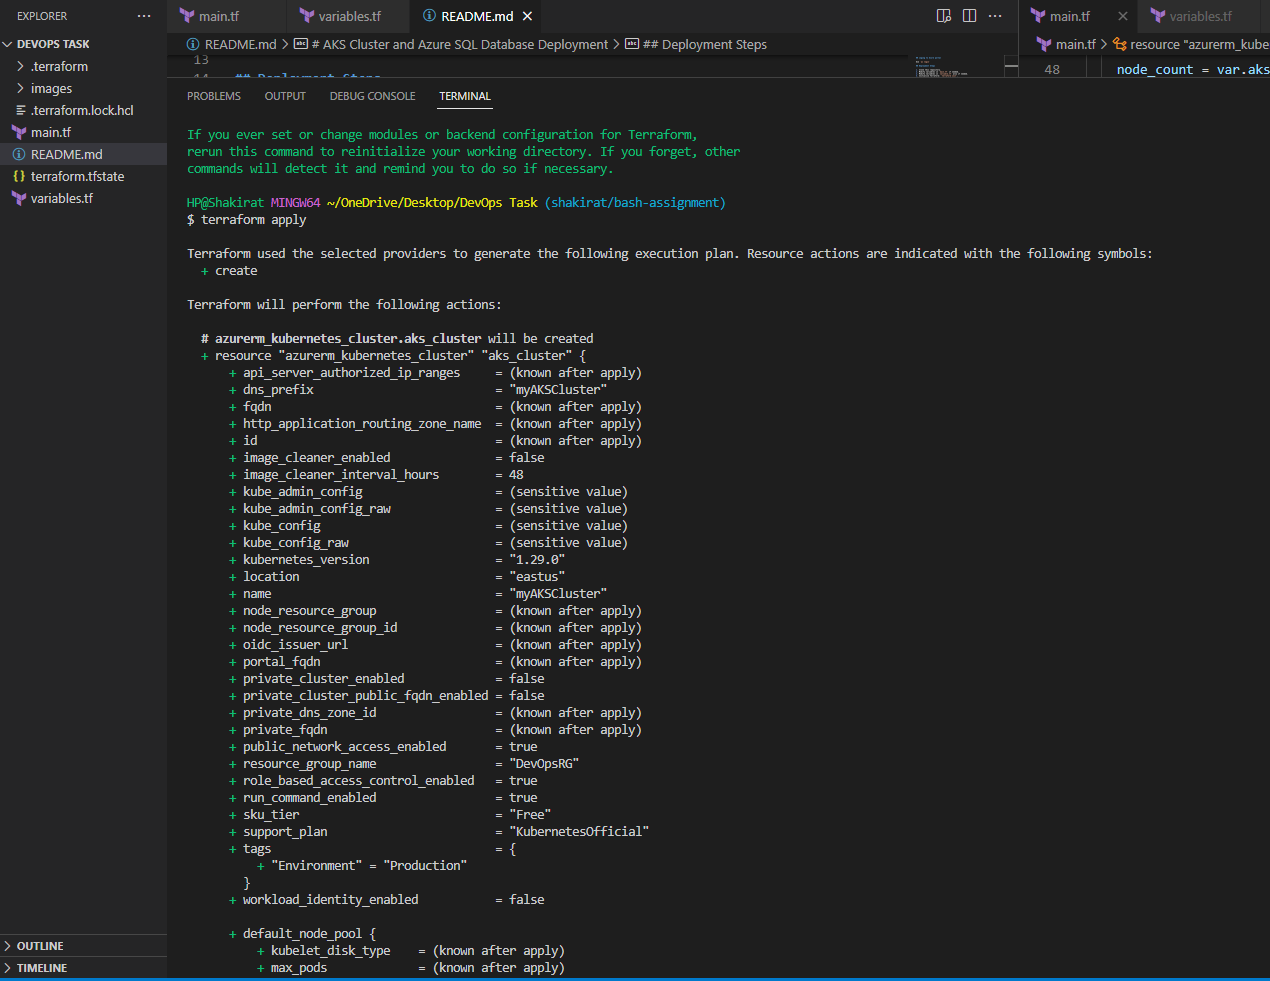 EXPLORER ...
DEVOPS TASK
.terraform
images
.terraform.lock.hcl
main.tf
README.md
terraform.tfstate
variables.tf
OUTLINE
TIMELINE
main.tf variables.tf README.md
README.md > # AKS Cluster and Azure SQL Database Deployment > ## Deployment Steps
13
14 ## Deployment Steps
main.tf variables.tf
main.tf > resource "azurerm_kube
48 node_count = var.aks
PROBLEMS OUTPUT DEBUG CONSOLE TERMINAL
If you ever set or change modules or backend configuration for Terraform,
rerun this command to reinitialize your working directory. If you forget, other
commands will detect it and remind you to do so if necessary.
HP@Shakirat MINGW64 ~/OneDrive/Desktop/DevOps Task (shakirat/bash-assignment)
$ terraform apply
Terraform used the selected providers to generate the following execution plan. Resource actions are indicated with the following symbols:
+ create
Terraform will perform the following actions:
# azurerm_kubernetes_cluster.aks_cluster will be created
+ resource "azurerm_kubernetes_cluster" "aks_cluster" {
+ api_server_authorized_ip_ranges = (known after apply)
+ dns_prefix = "myAKSCluster"
+ fqdn = (known after apply)
+ http_application_routing_zone_name = (known after apply)
+ id = (known after apply)
+ image_cleaner_enabled = false
+ image_cleaner_interval_hours = 48
+ kube_admin_config = (sensitive value)
+ kube_admin_config_raw = (sensitive value)
+ kube_config = (sensitive value)
+ kube_config_raw = (sensitive value)
+ kubernetes_version = "1.29.0"
+ location = "eastus"
+ name = "myAKSCluster"
+ node_resource_group = (known after apply)
+ node_resource_group_id = (known after apply)
+ oidc_issuer_url = (known after apply)
+ portal_fqdn = (known after apply)
+ private_cluster_enabled = false
+ private_cluster_public_fqdn_enabled = false
+ private_dns_zone_id = (known after apply)
+ private_fqdn = (known after apply)
+ public_network_access_enabled = true
+ resource_group_name = "DevOpsRG"
+ role_based_access_control_enabled = true
+ run_command_enabled = true
+ sku_tier = "Free"
+ support_plan = "KubernetesOfficial"
+ tags = {
+ "Environment" = "Production"
}
+ workload_identity_enabled = false
+ default_node_pool {
+ kubelet_disk_type = (known after apply)
+ max_pods = (known after apply)